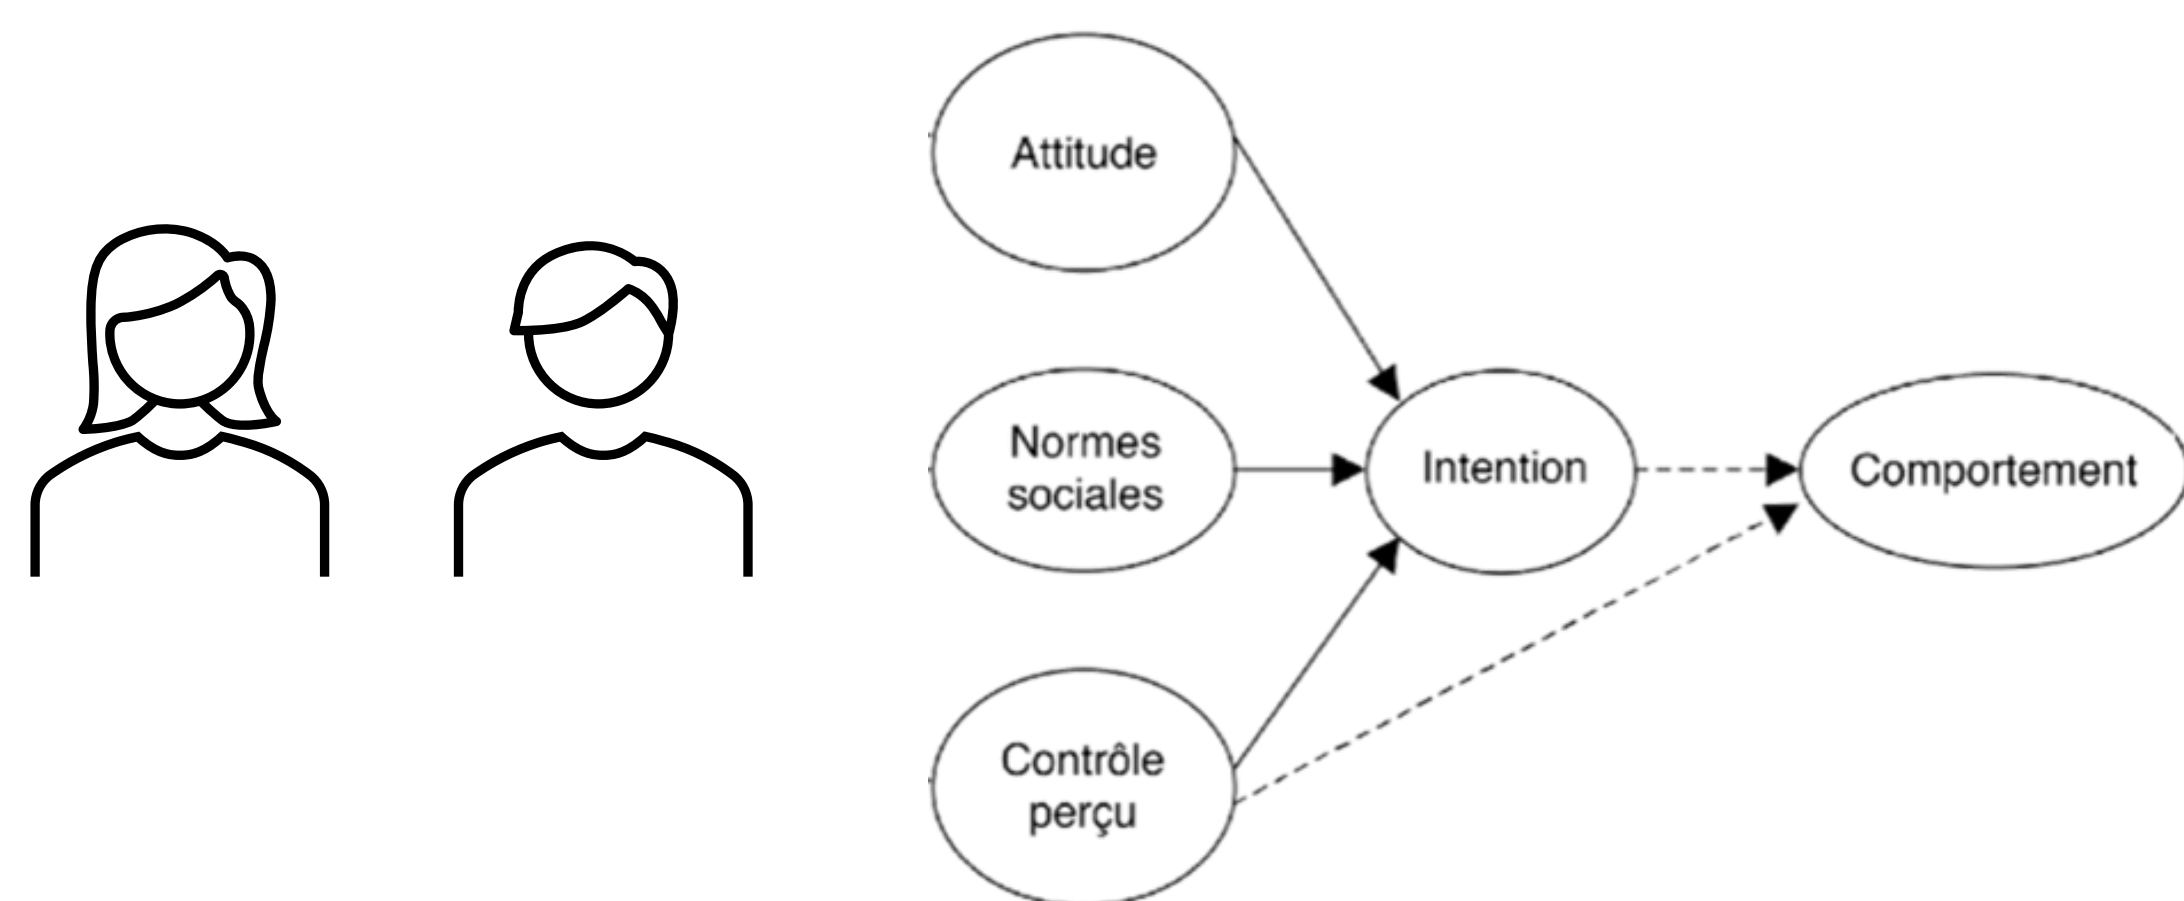 Attitude
Normes
sociales
Intention
Comportement
Contrôle
perçu